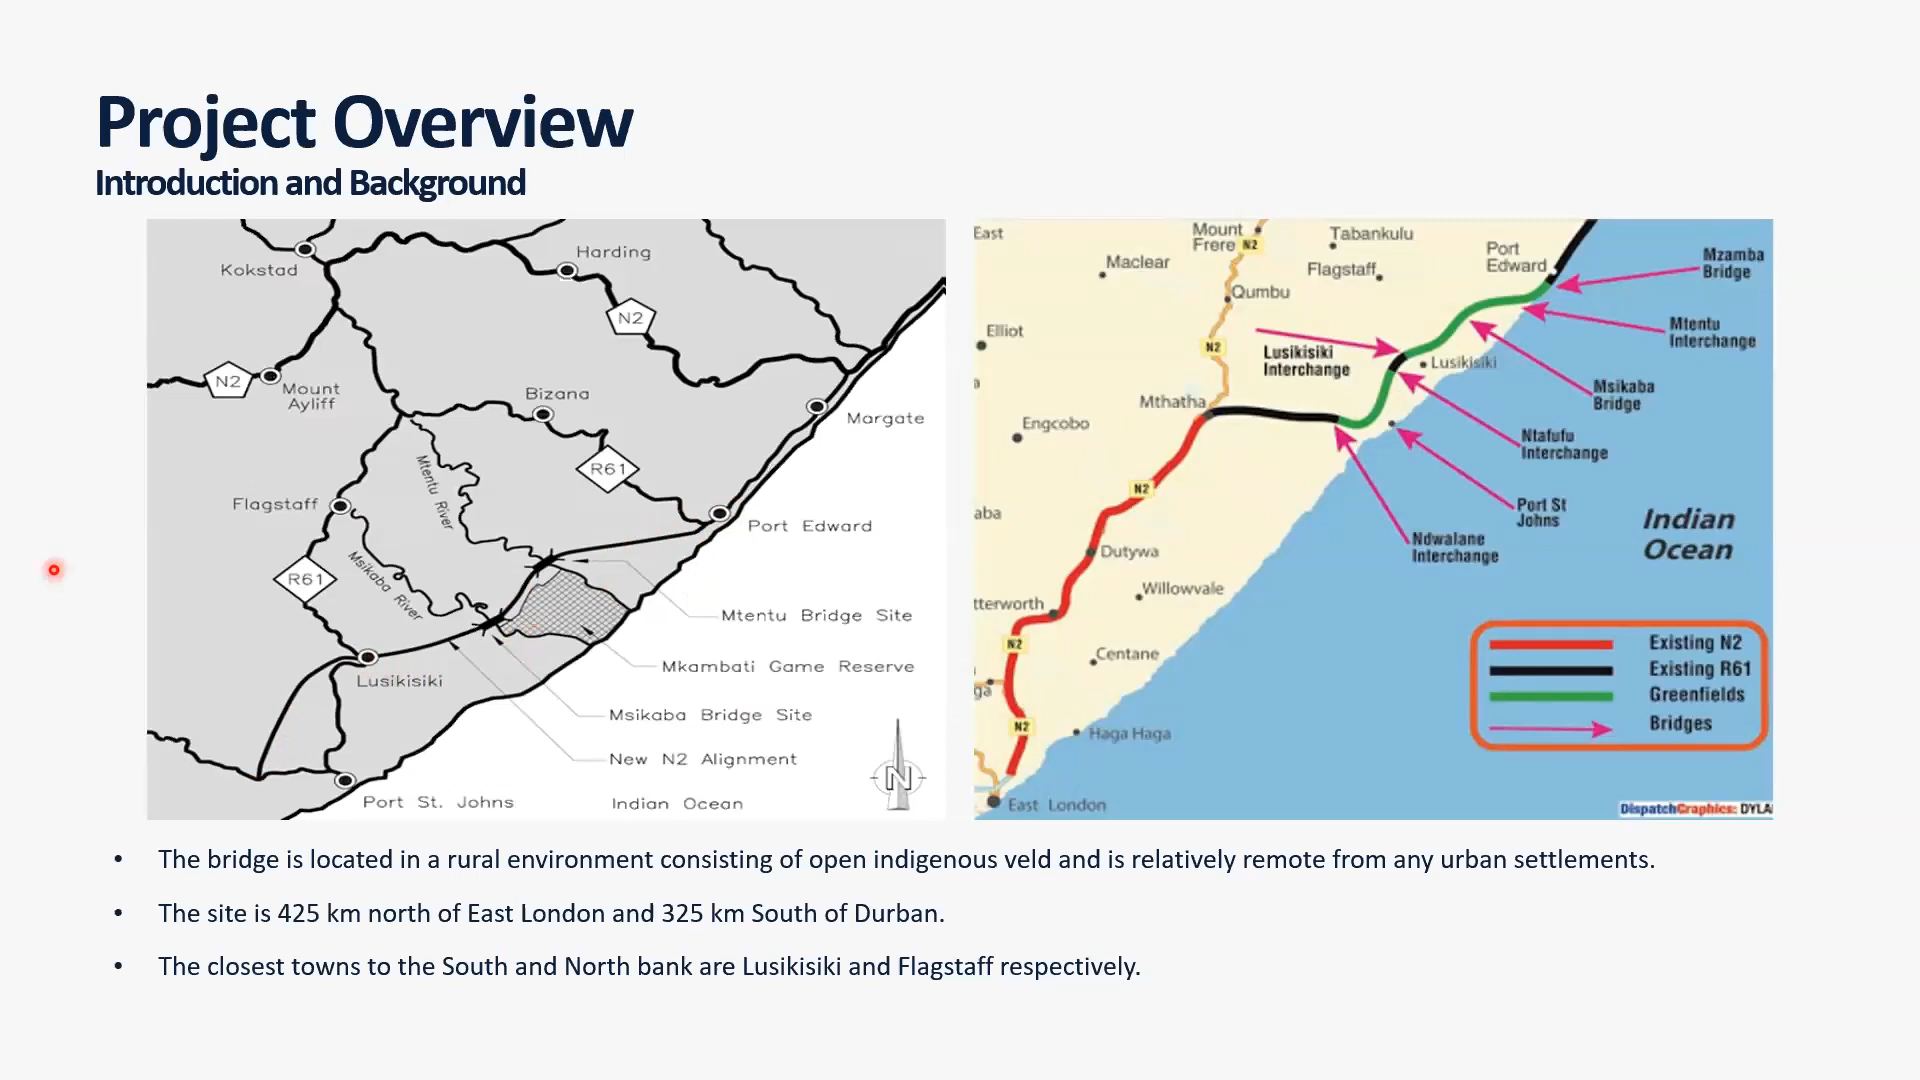 Project Overview
Introduction and Background
Kokstad
Harding
N2
N2
Mount
Ayliff
Bizana
Margate
R61
Mtentu River
Flagstaff
Port Edward
Msikaba River
R61
Mtentu Bridge Site
Mkambati Game Reserve
Lusikisiki
Msikaba Bridge Site
New N2 Alignment
N
Port St. Johns
Indian Ocean
East
Mount
Frere
N2
Tabankulu
Port
Edward
Mzamba
Bridge
Maclear
Flagstaff
Qumbu
Elliot
Mtentu
Interchange
N2
Lusikisiki
Interchange
Lusikisiki
Msikaba
Bridge
Mthatha
Engcobo
Ntafufu
Interchange
N2
Port St
Johns
aba
Indian
Ocean
Ndwalane
Interchange
Dutywa
Willowvale
tterworth
N2
Centane
ga
Existing N2
Existing R61
Greenfields
Bridges
N2
Haga Haga
East London
DispatchGraphics: DYLA
• The bridge is located in a rural environment consisting of open indigenous veld and is relatively remote from any urban settlements.
• The site is 425 km north of East London and 325 km South of Durban.
• The closest towns to the South and North bank are Lusikisiki and Flagstaff respectively.